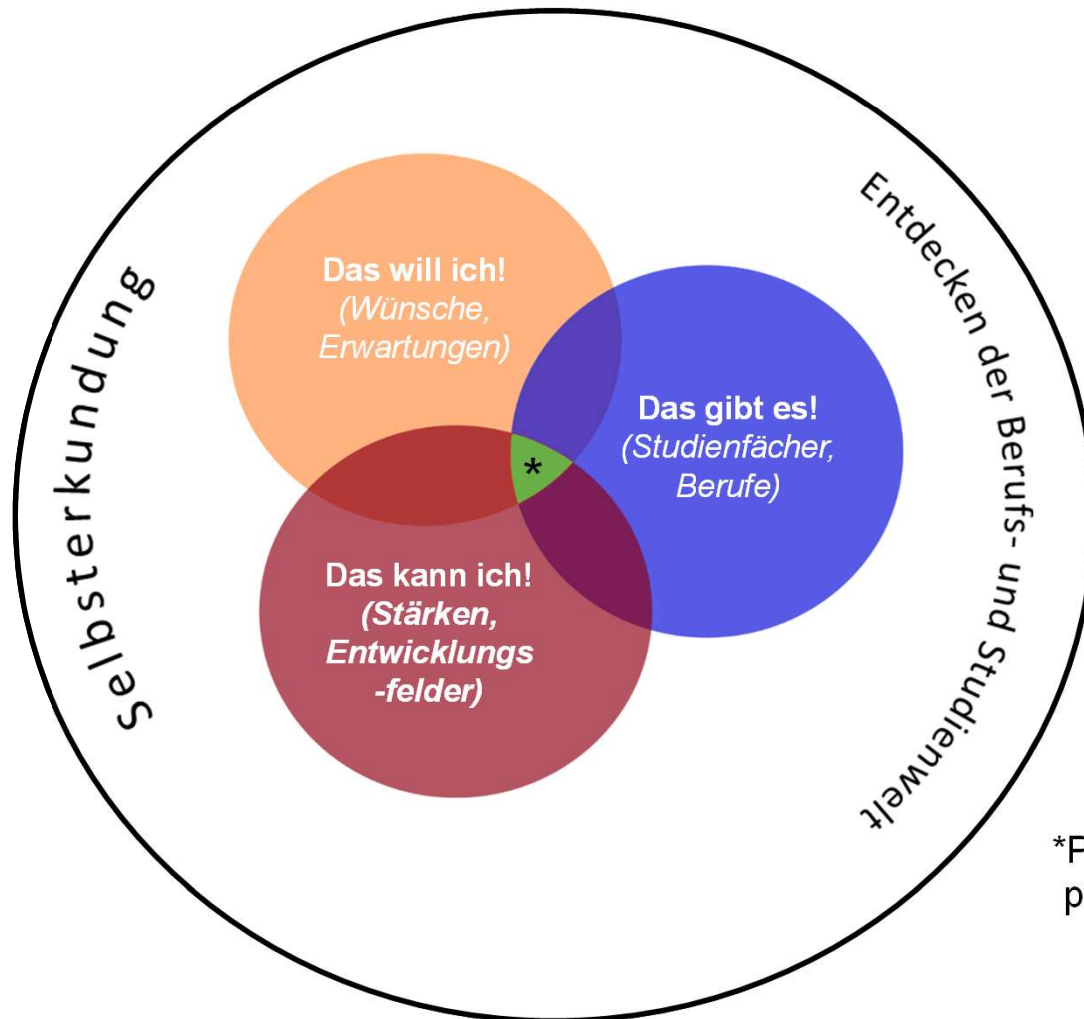 Selbsterkundung
Das will ich!
(Wünsche,
Erwartungen)
Das gibt es!
(Studienfächer,
Berufe)
*
Das kann ich!
(Stärken,
Entwicklungs
-felder)
Entdecken der Berufs- und Studienwelt